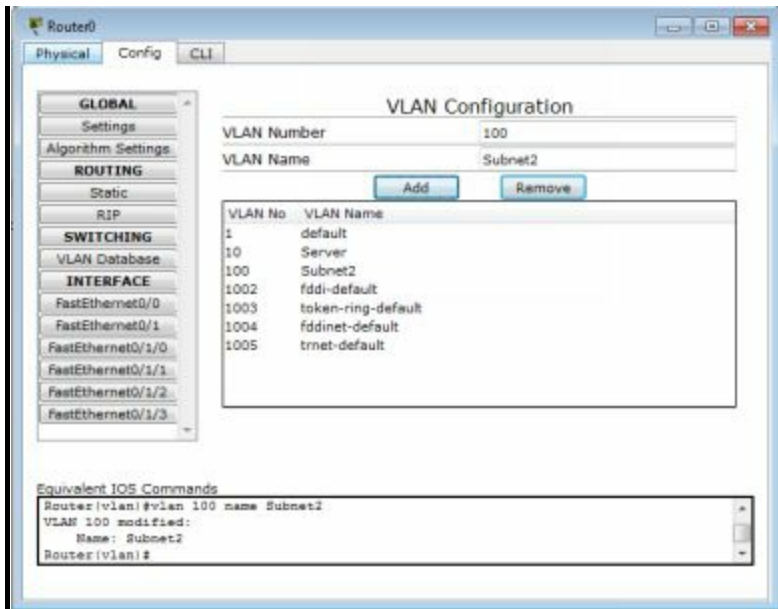 Router0
Physical Config CLI
GLOBAL
Settings
Algorithm Settings
ROUTING
Static
RIP
SWITCHING
VLAN Database
INTERFACE
FastEthernet0/0
FastEthernet0/1
FastEthernet0/1/0
FastEthernet0/1/1
FastEthernet0/1/2
FastEthernet0/1/3
VLAN Configuration
VLAN Number 100
VLAN Name Subnet2
Add Remove
VLAN No VLAN Name
1 default
10 Server
100 Subnet2
1002 fddi-default
1003 token-ring-default
1004 fddinet-default
1005 trnet-default
Equivalent IOS Commands
Router(vlan)#vlan 100 name Subnet2
VLAN 100 modified:
Name: Subnet2
Router(vlan)#